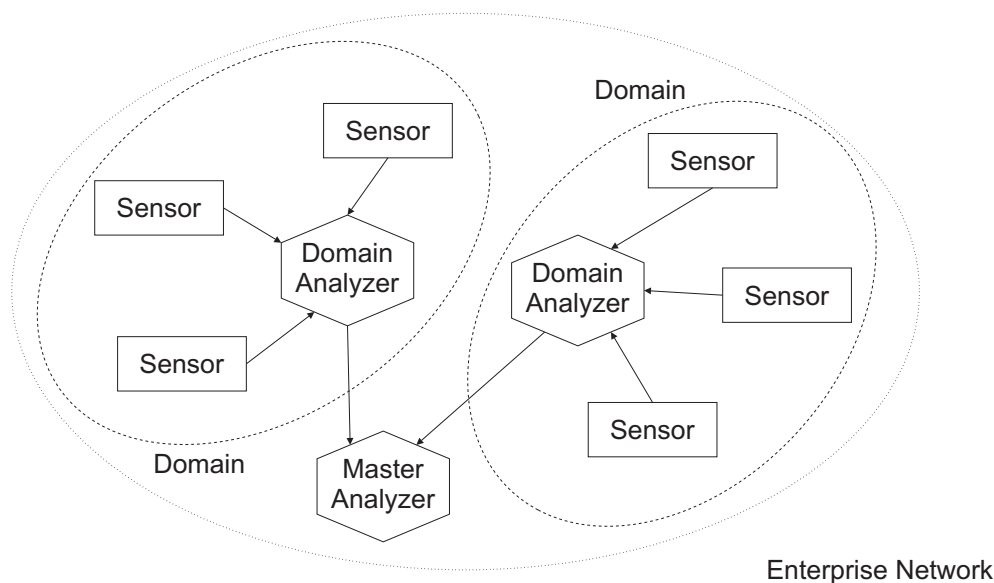 Domain
Sensor
Sensor
Sensor
Domain
Analyzer
Sensor
Domain
Master
Analyzer
Domain
Analyzer
Sensor
Sensor
Sensor
Enterprise Network